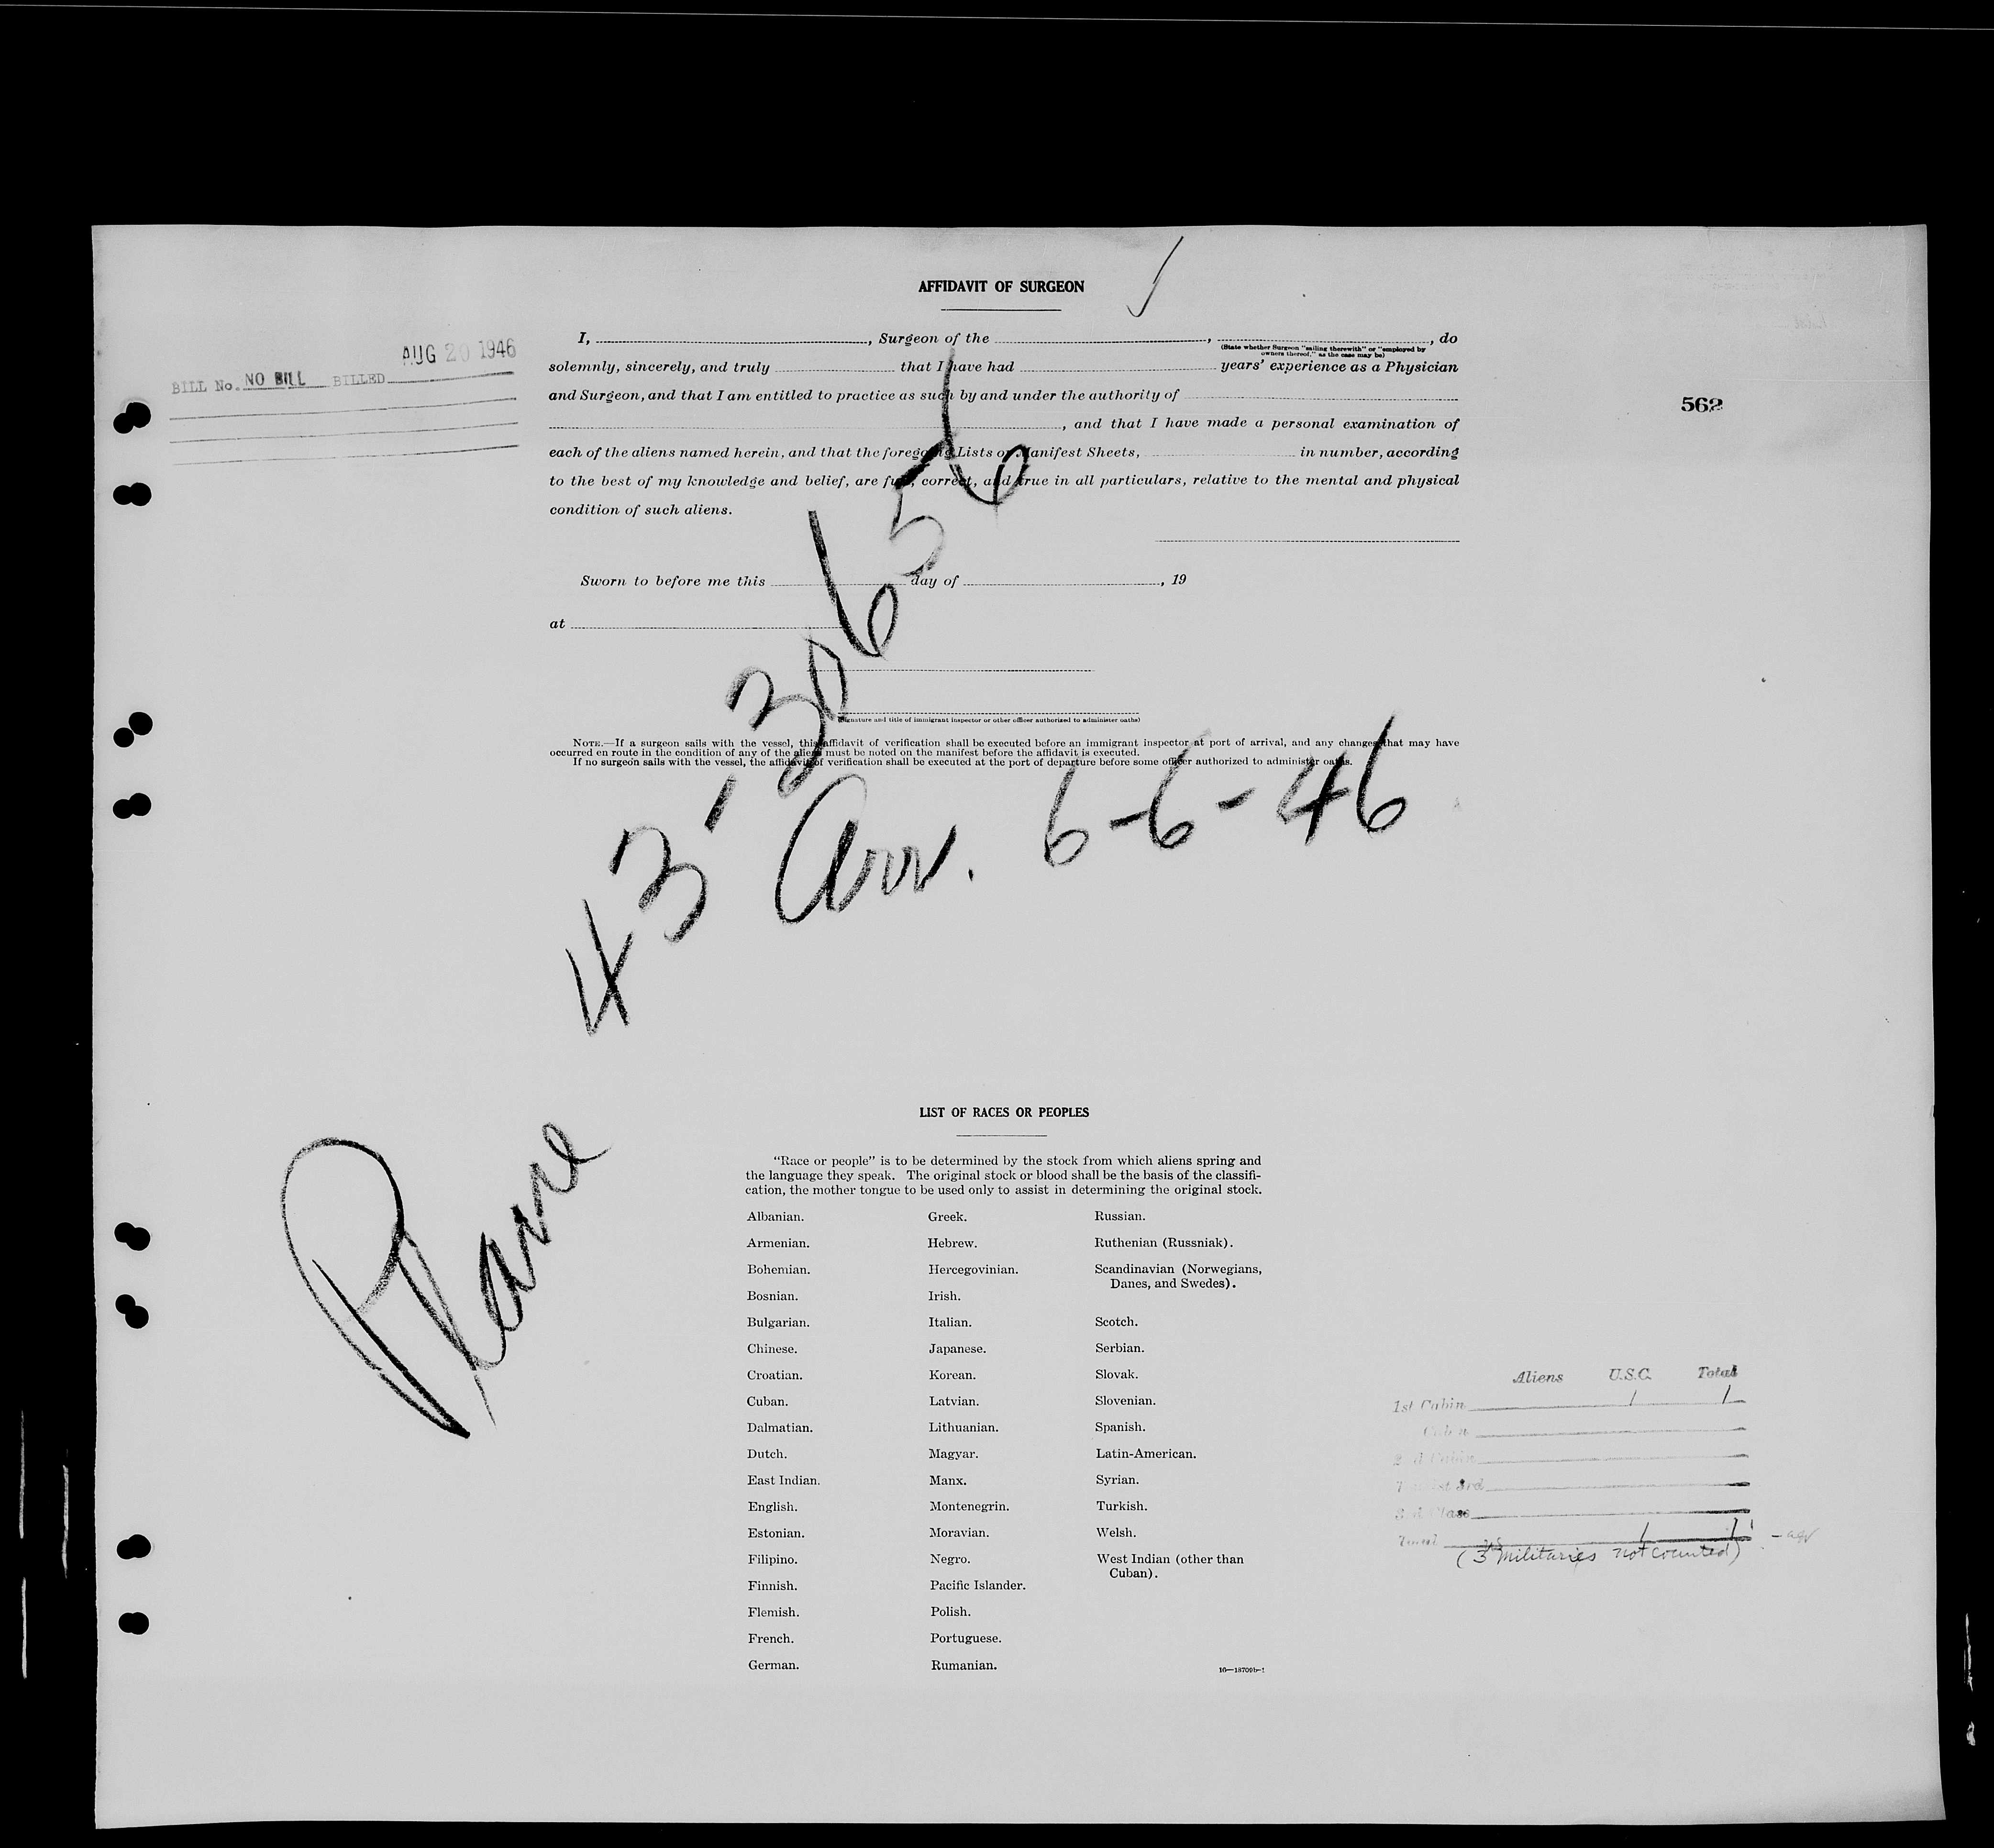 AFFIDAVIT OF SURGEON
I, , Surgeon of the , , do
(State whether Surgeon "sailing therewith" or "employed by
owners thereof," as the case may be)
solemnly, sincerely, and truly that I have had years' experience as a Physician
and Surgeon, and that I am entitled to practice as such by and under the authority of
, and that I have made a personal examination of
each of the aliens named herein, and that the foregoing Lists or Manifest Sheets, in number, according
to the best of my knowledge and belief, are full, correct, and true in all particulars, relative to the mental and physical
condition of such aliens.
Sworn to before me this day of , 19
at
(Signature and title of immigrant inspector or other officer authorized to administer oaths)
NOTE.—If a surgeon sails with the vessel, this affidavit of verification shall be executed before an immigrant inspector at port of arrival, and any changes that may have
occurred en route in the condition of any of the aliens must be noted on the manifest before the affidavit is executed.
If no surgeon sails with the vessel, the affidavit of verification shall be executed at the port of departure before some officer authorized to administer oaths.
AUG 20 1946
BILL No. NO BILL BILLED
562
Plane 43-30656
Arr. 6-6-46
LIST OF RACES OR PEOPLES
"Race or people" is to be determined by the stock from which aliens spring and
the language they speak. The original stock or blood shall be the basis of the classifi-
cation, the mother tongue to be used only to assist in determining the original stock.
Albanian.
Armenian.
Bohemian.
Bosnian.
Bulgarian.
Chinese.
Croatian.
Cuban.
Dalmatian.
Dutch.
East Indian.
English.
Estonian.
Filipino.
Finnish.
Flemish.
French.
German.
Greek.
Hebrew.
Hercegovinian.
Irish.
Italian.
Japanese.
Korean.
Latvian.
Lithuanian.
Magyar.
Manx.
Montenegrin.
Moravian.
Negro.
Pacific Islander.
Polish.
Portuguese.
Rumanian.
Russian.
Ruthenian (Russniak).
Scandinavian (Norwegians,
Danes, and Swedes).
Scotch.
Serbian.
Slovak.
Slovenian.
Spanish.
Latin-American.
Syrian.
Turkish.
Welsh.
West Indian (other than
Cuban).
16—18709b-1
Aliens U.S.C. Total
1st Cabin 1 1
Cabin
2nd Cabin
3rd
3rd Class
Total 1 1
(3 militaries not counted)